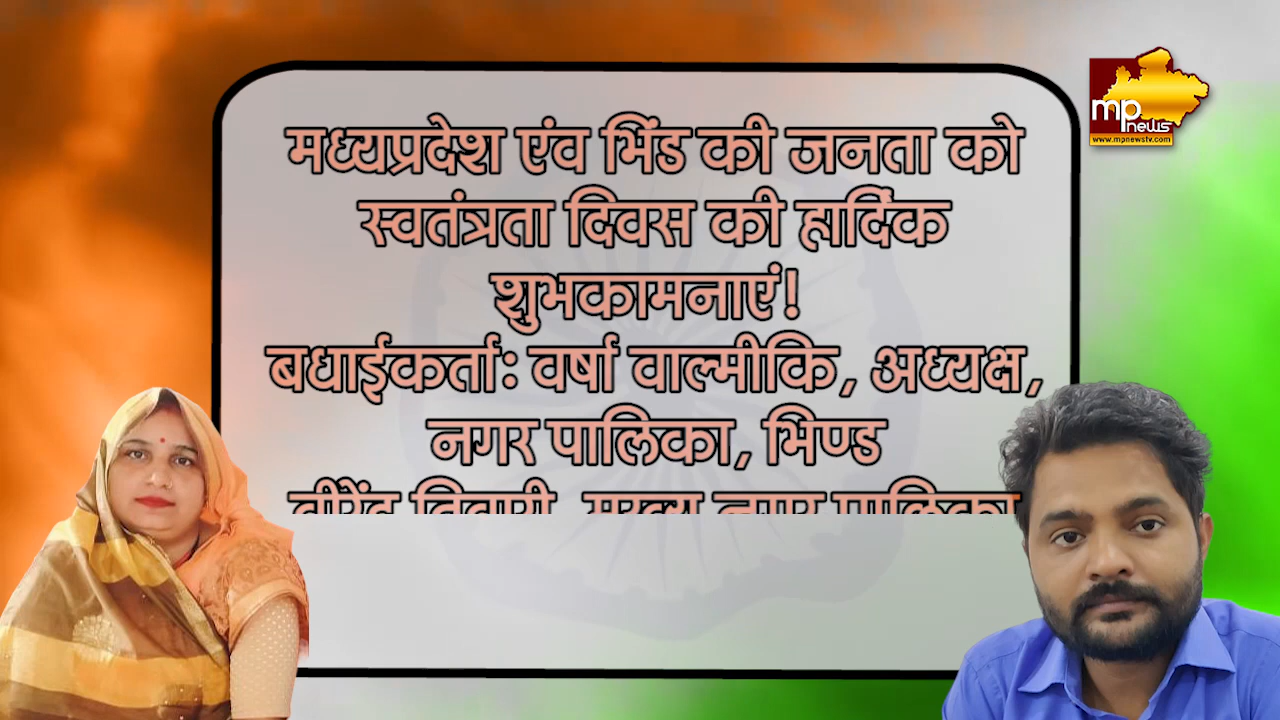 मध्यप्रदेश एंव भिंड की जनता को
स्वतंत्रता दिवस की हार्दिक
शुभकामनाएं!
बधाईकर्ता: वर्षा वाल्मीकि, अध्यक्ष,
नगर पालिका, भिण्ड
mp
news
www.mpnewstv.com